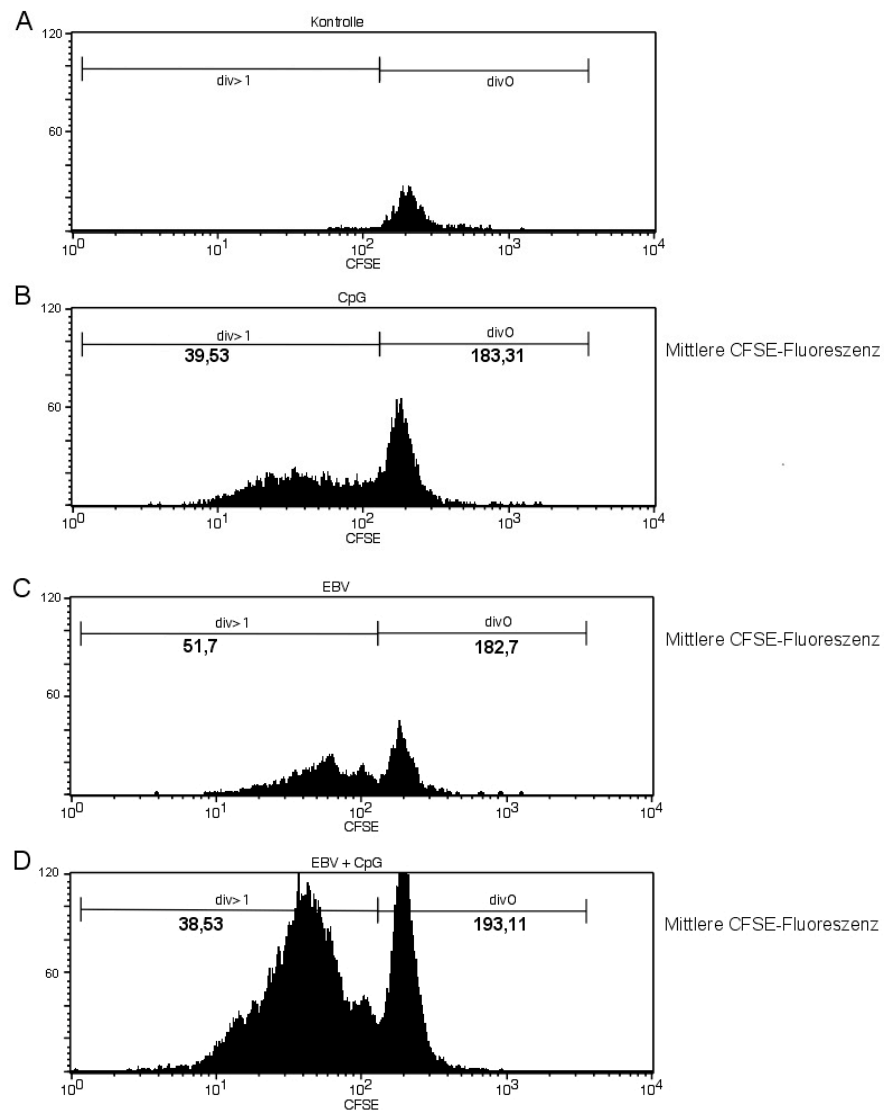 A
Kontrolle
120
60
div>1
div0
10^0 10^1 10^2 10^3 10^4
CFSE
B
CpG
120
60
div>1
39,53
div0
183,31
Mittlere CFSE-Fluoreszenz
10^0 10^1 10^2 10^3 10^4
CFSE
C
EBV
120
60
div>1
51,7
div0
182,7
Mittlere CFSE-Fluoreszenz
10^0 10^1 10^2 10^3 10^4
CFSE
D
EBV + CpG
120
60
div>1
38,53
div0
193,11
Mittlere CFSE-Fluoreszenz
10^0 10^1 10^2 10^3 10^4
CFSE